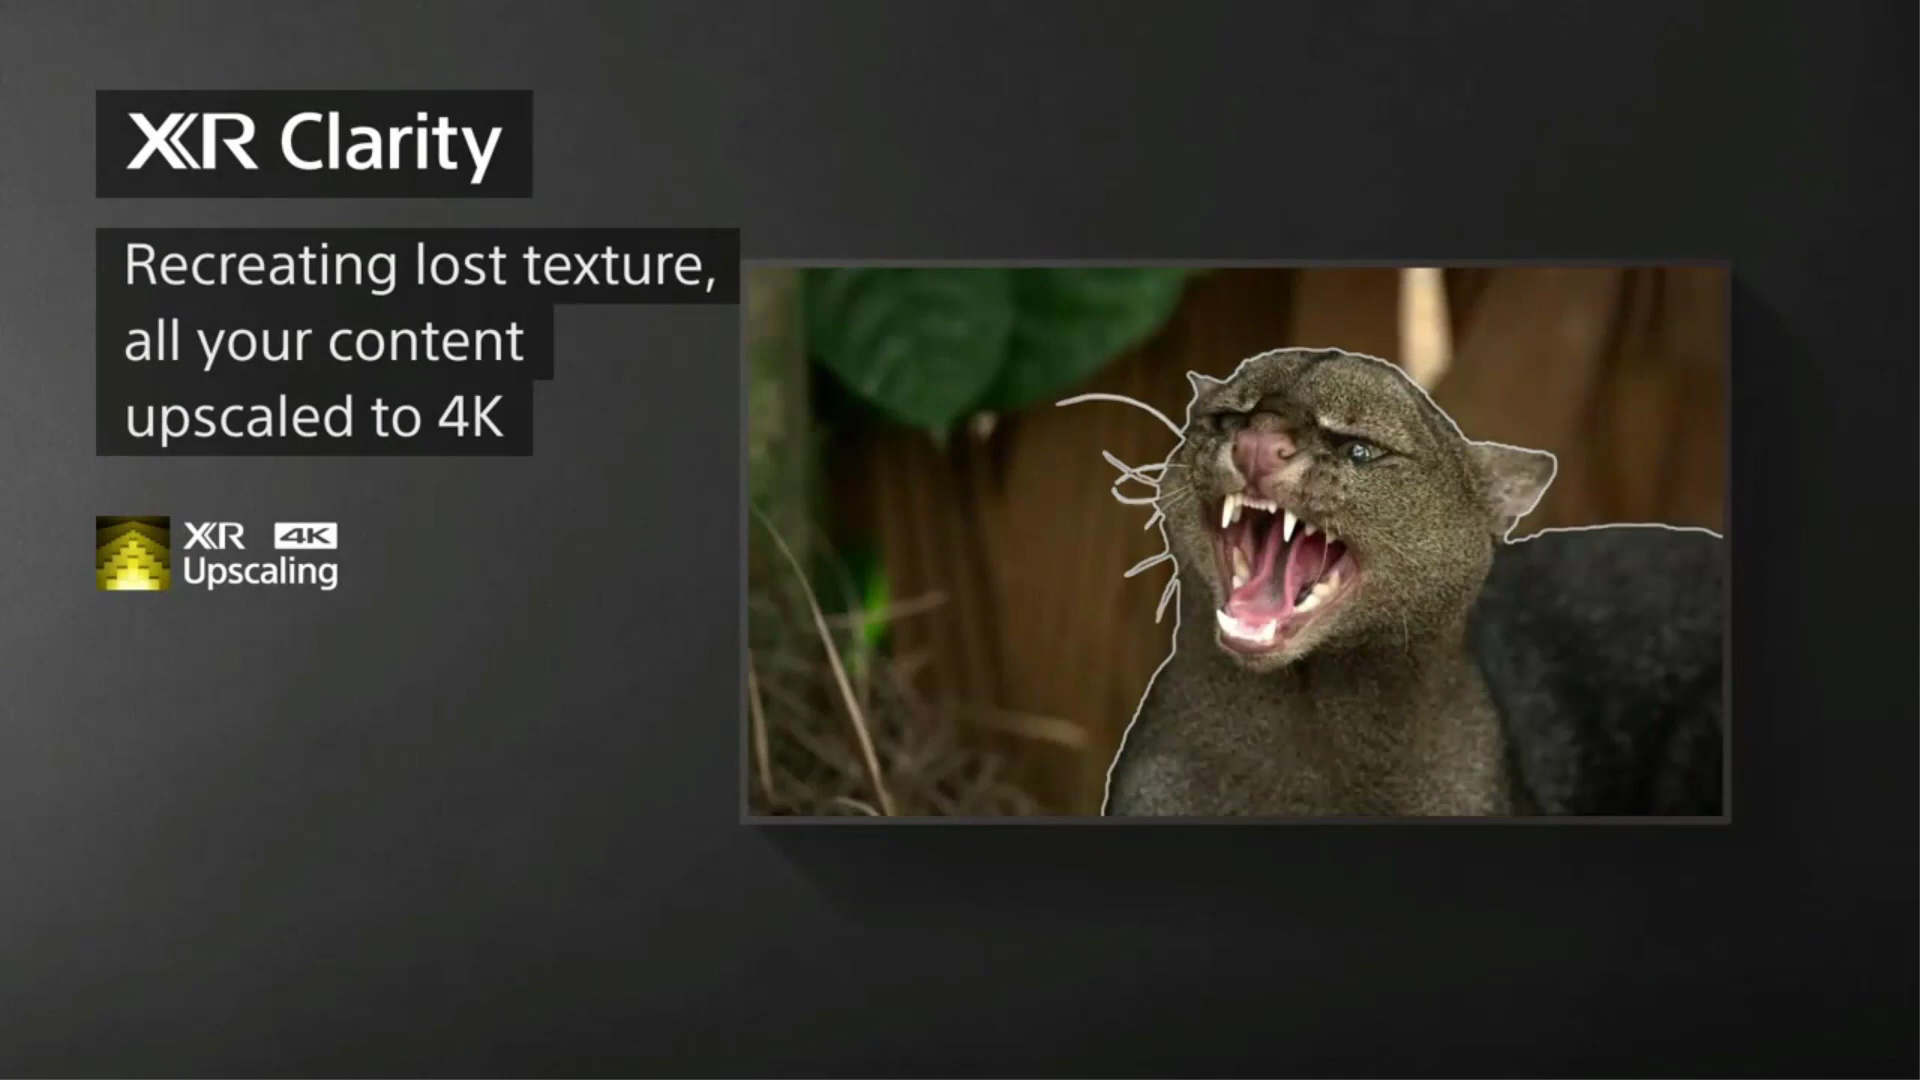 XR Clarity
Recreating lost texture,
all your content
upscaled to 4K
XR 4K
Upscaling